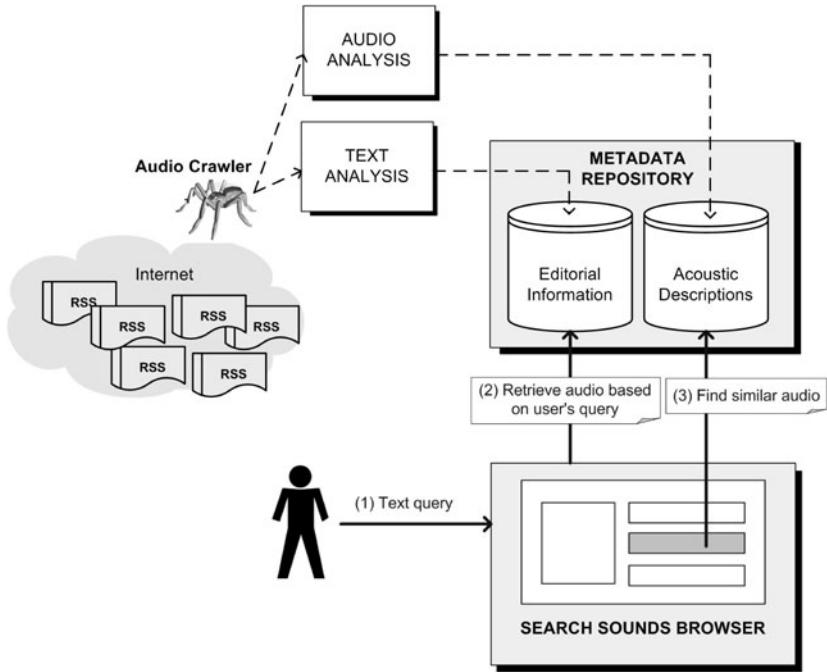 AUDIO
ANALYSIS
TEXT
ANALYSIS
Audio Crawler
METADATA
REPOSITORY
Editorial
Information
Acoustic
Descriptions
Internet
RSS
RSS
RSS
RSS
RSS
RSS
(2) Retrieve audio based
on user's query
(3) Find similar audio
(1) Text query
SEARCH SOUNDS BROWSER